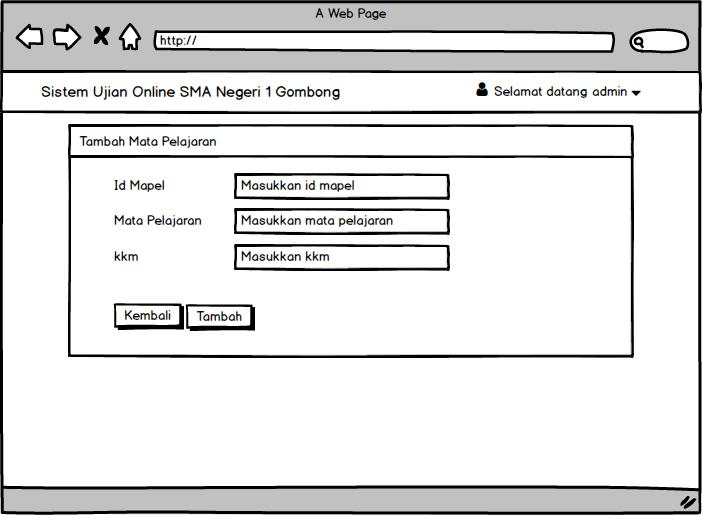 A Web Page
http://
Sistem Ujian Online SMA Negeri 1 Gombong
Selamat datang admin
Tambah Mata Pelajaran
Id Mapel
Masukkan id mapel
Mata Pelajaran
Masukkan mata pelajaran
kkm
Masukkan kkm
Kembali
Tambah